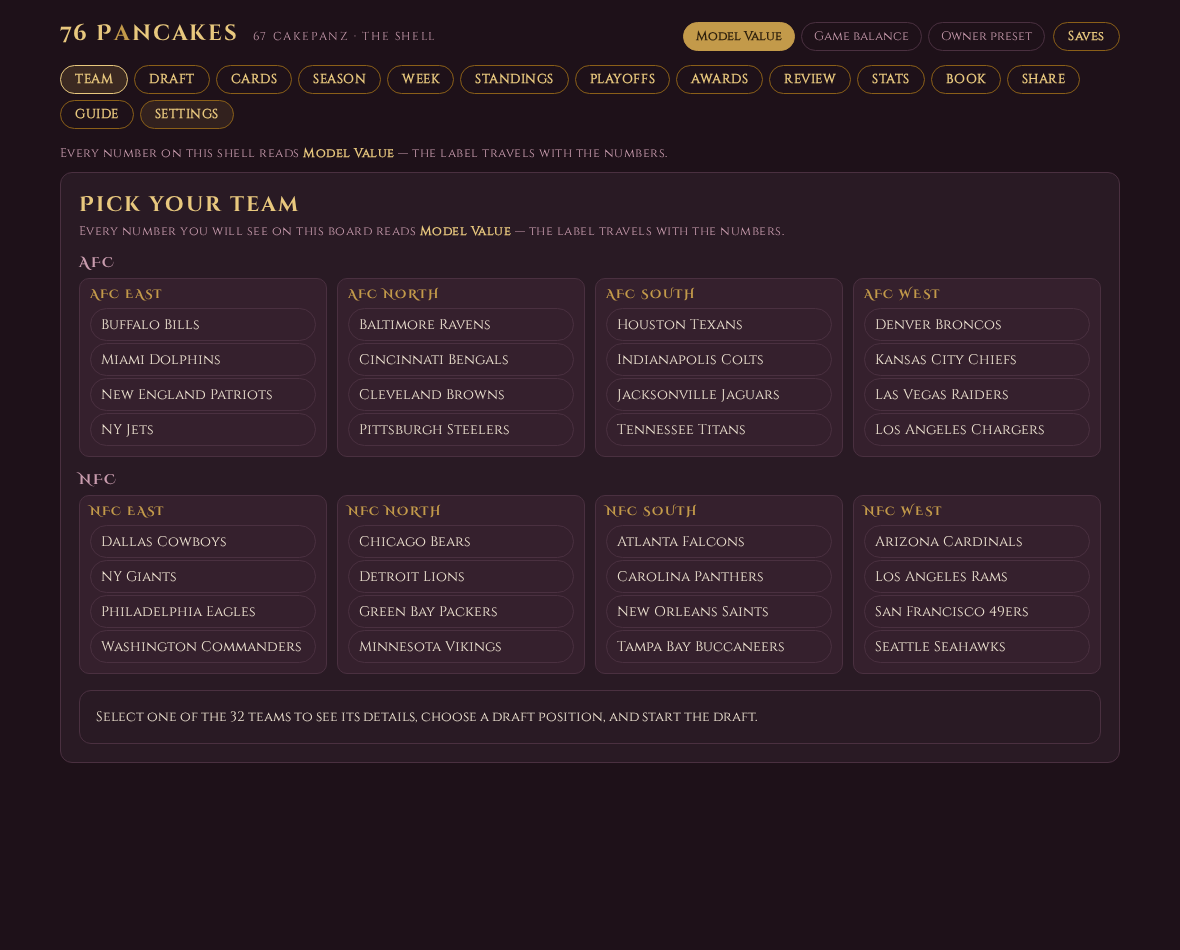 76 PANCAKES 67 CAKEPANZ · THE SHELL Model Value Game balance Owner preset Saves
TEAM DRAFT CARDS SEASON WEEK STANDINGS PLAYOFFS AWARDS REVIEW STATS BOOK SHARE
GUIDE SETTINGS
Every number on this shell reads Model Value — the label travels with the numbers.
Pick your team
Every number you will see on this board reads Model Value — the label travels with the numbers.
AFC
AFC East AFC North AFC South AFC West
Buffalo Bills Baltimore Ravens Houston Texans Denver Broncos
Miami Dolphins Cincinnati Bengals Indianapolis Colts Kansas City Chiefs
New England Patriots Cleveland Browns Jacksonville Jaguars Las Vegas Raiders
NY Jets Pittsburgh Steelers Tennessee Titans Los Angeles Chargers
NFC
NFC East NFC North NFC South NFC West
Dallas Cowboys Chicago Bears Atlanta Falcons Arizona Cardinals
NY Giants Detroit Lions Carolina Panthers Los Angeles Rams
Philadelphia Eagles Green Bay Packers New Orleans Saints San Francisco 49ers
Washington Commanders Minnesota Vikings Tampa Bay Buccaneers Seattle Seahawks
Select one of the 32 teams to see its details, choose a draft position, and start the draft.